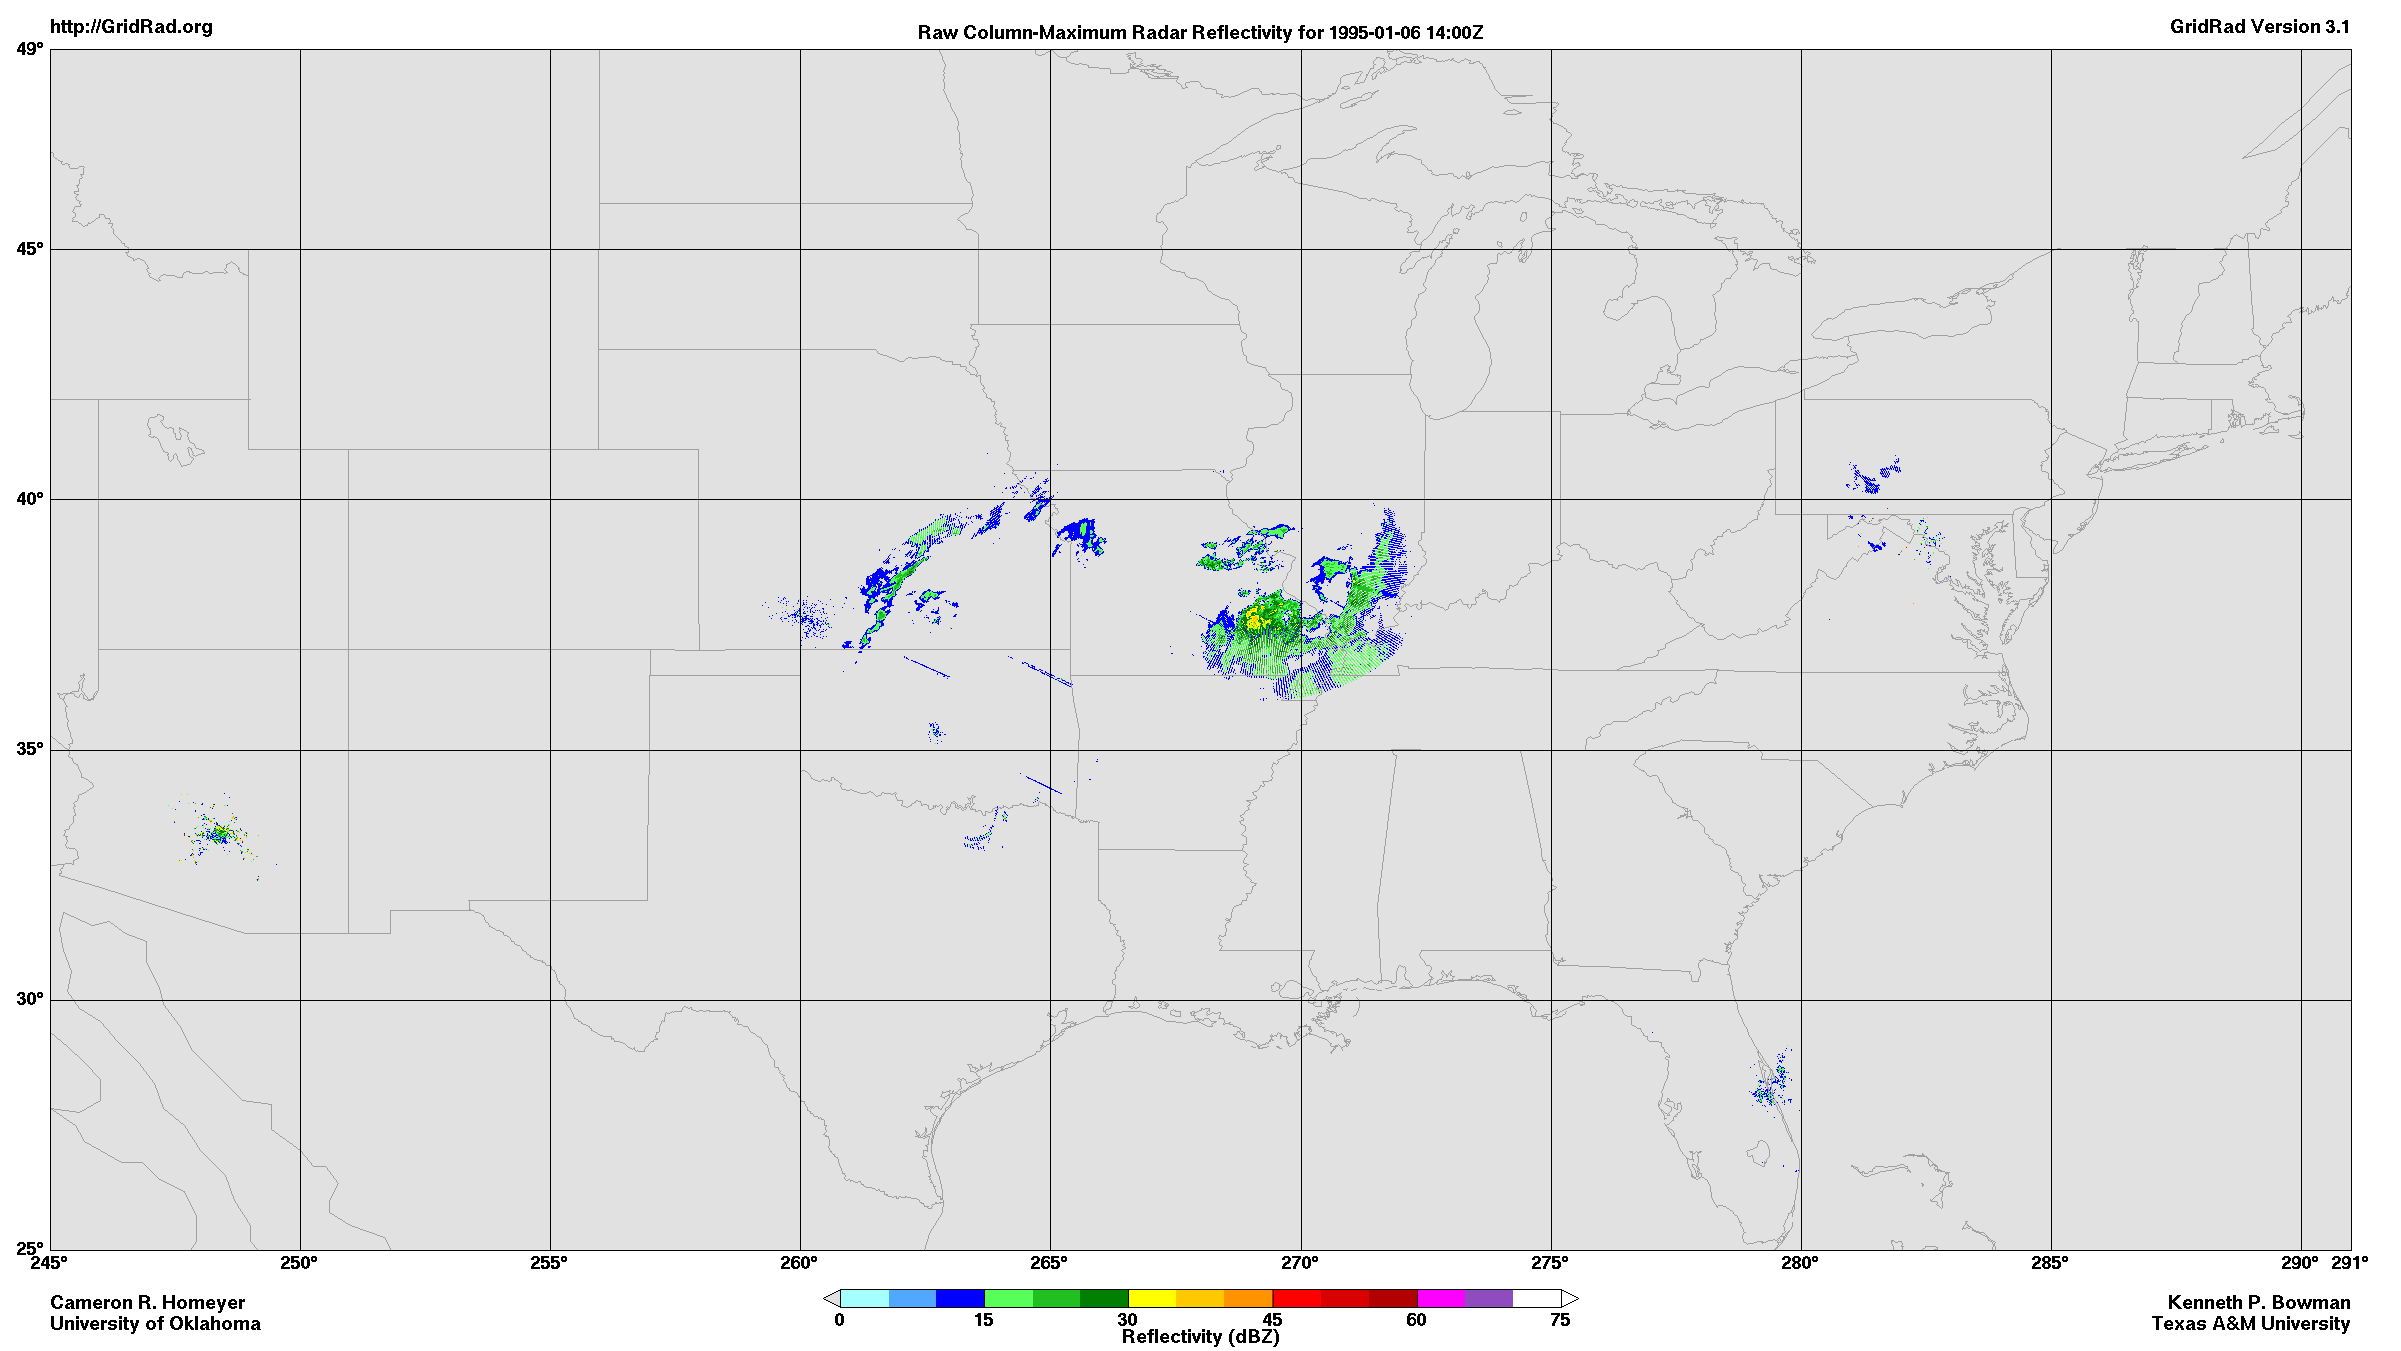 http://GridRad.org
Raw Column-Maximum Radar Reflectivity for 1995-01-06 14:00Z
GridRad Version 3.1
49°
45°
40°
35°
30°
25°
245°
250°
255°
260°
265°
270°
275°
280°
285°
290°
291°
0
15
30
45
60
75
Reflectivity (dBZ)
Cameron R. Homeyer
University of Oklahoma
Kenneth P. Bowman
Texas A&M University